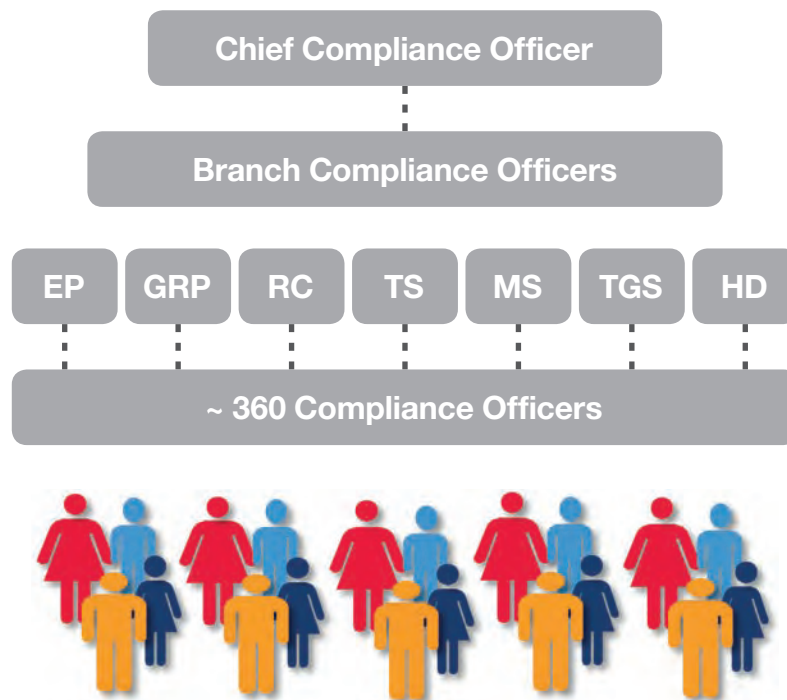 Chief Compliance Officer
Branch Compliance Officers
EP GRP RC TS MS TGS HD
~ 360 Compliance Officers